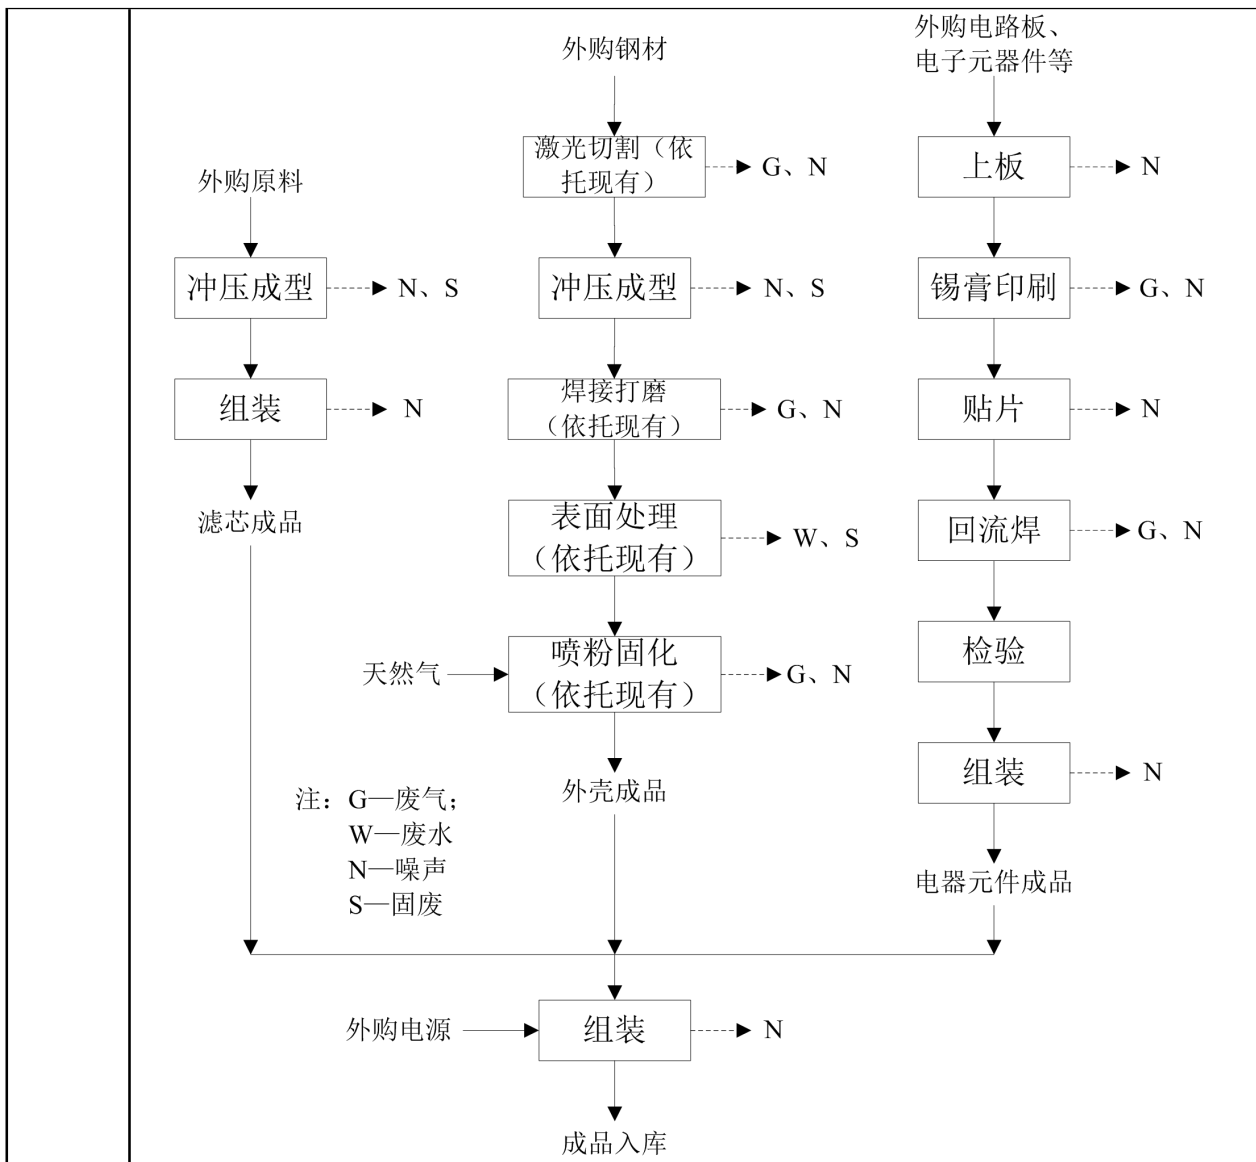 外购原料
冲压成型
N、S
组装
N
滤芯成品
外购钢材
激光切割（依
托现有）
G、N
冲压成型
N、S
焊接打磨
（依托现有）
G、N
表面处理
（依托现有）
W、S
天然气
喷粉固化
（依托现有）
G、N
外壳成品
外购电路板、
电子元器件等
上板
N
锡膏印刷
G、N
贴片
N
回流焊
G、N
检验
组装
N
电器元件成品
注：G—废气；
W—废水
N—噪声
S—固废
外购电源
组装
N
成品入库